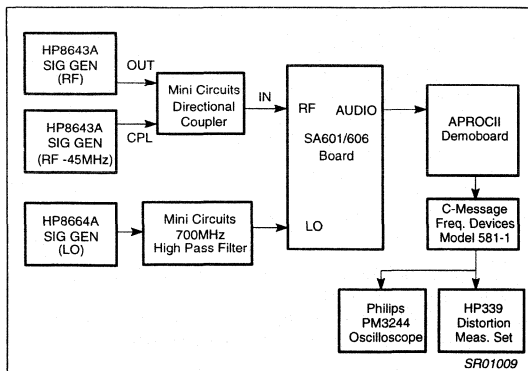 HP8643A
SIG GEN
(RF)
OUT
Mini Circuits
Directional
Coupler
IN
HP8643A
SIG GEN
(RF -45MHz)
CPL
RF
AUDIO
SA601/606
Board
LO
APROCII
Demoboard
HP8664A
SIG GEN
(LO)
Mini Circuits
700MHz
High Pass Filter
C-Message
Freq. Devices
Model 581-1
Philips
PM3244
Oscilloscope
HP339
Distortion
Meas. Set
SR01009